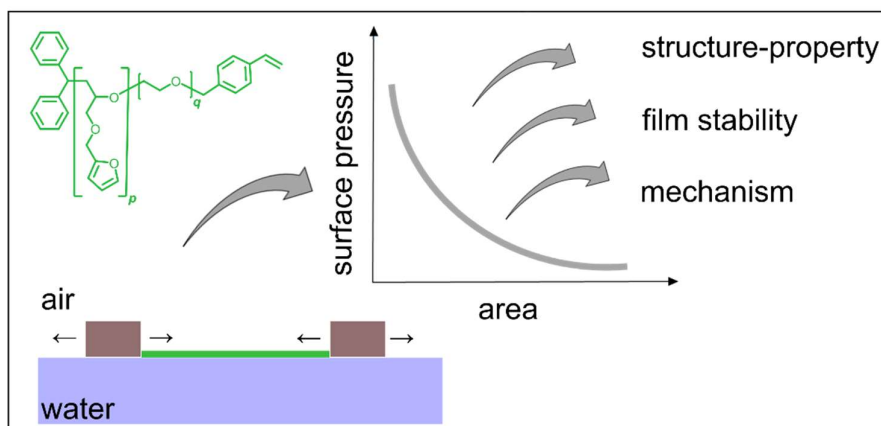 O
O
q
O
O
p
structure-property
film stability
mechanism
surface pressure
area
air
water